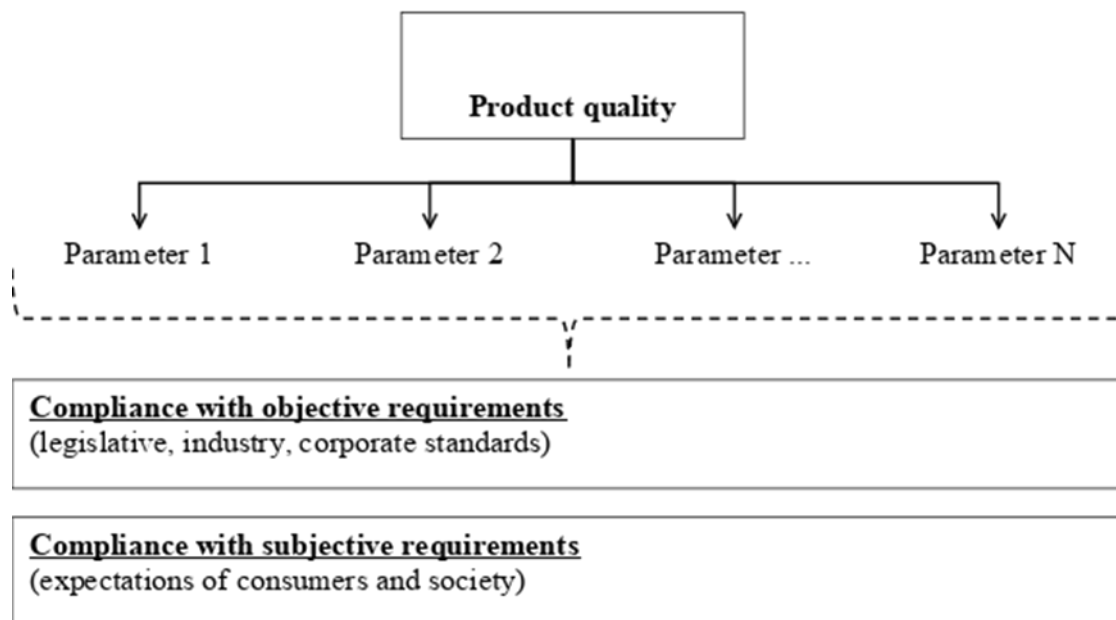 Product quality
Parameter 1
Parameter 2
Parameter ...
Parameter N
Compliance with objective requirements
(legislative, industry, corporate standards)
Compliance with subjective requirements
(expectations of consumers and society)